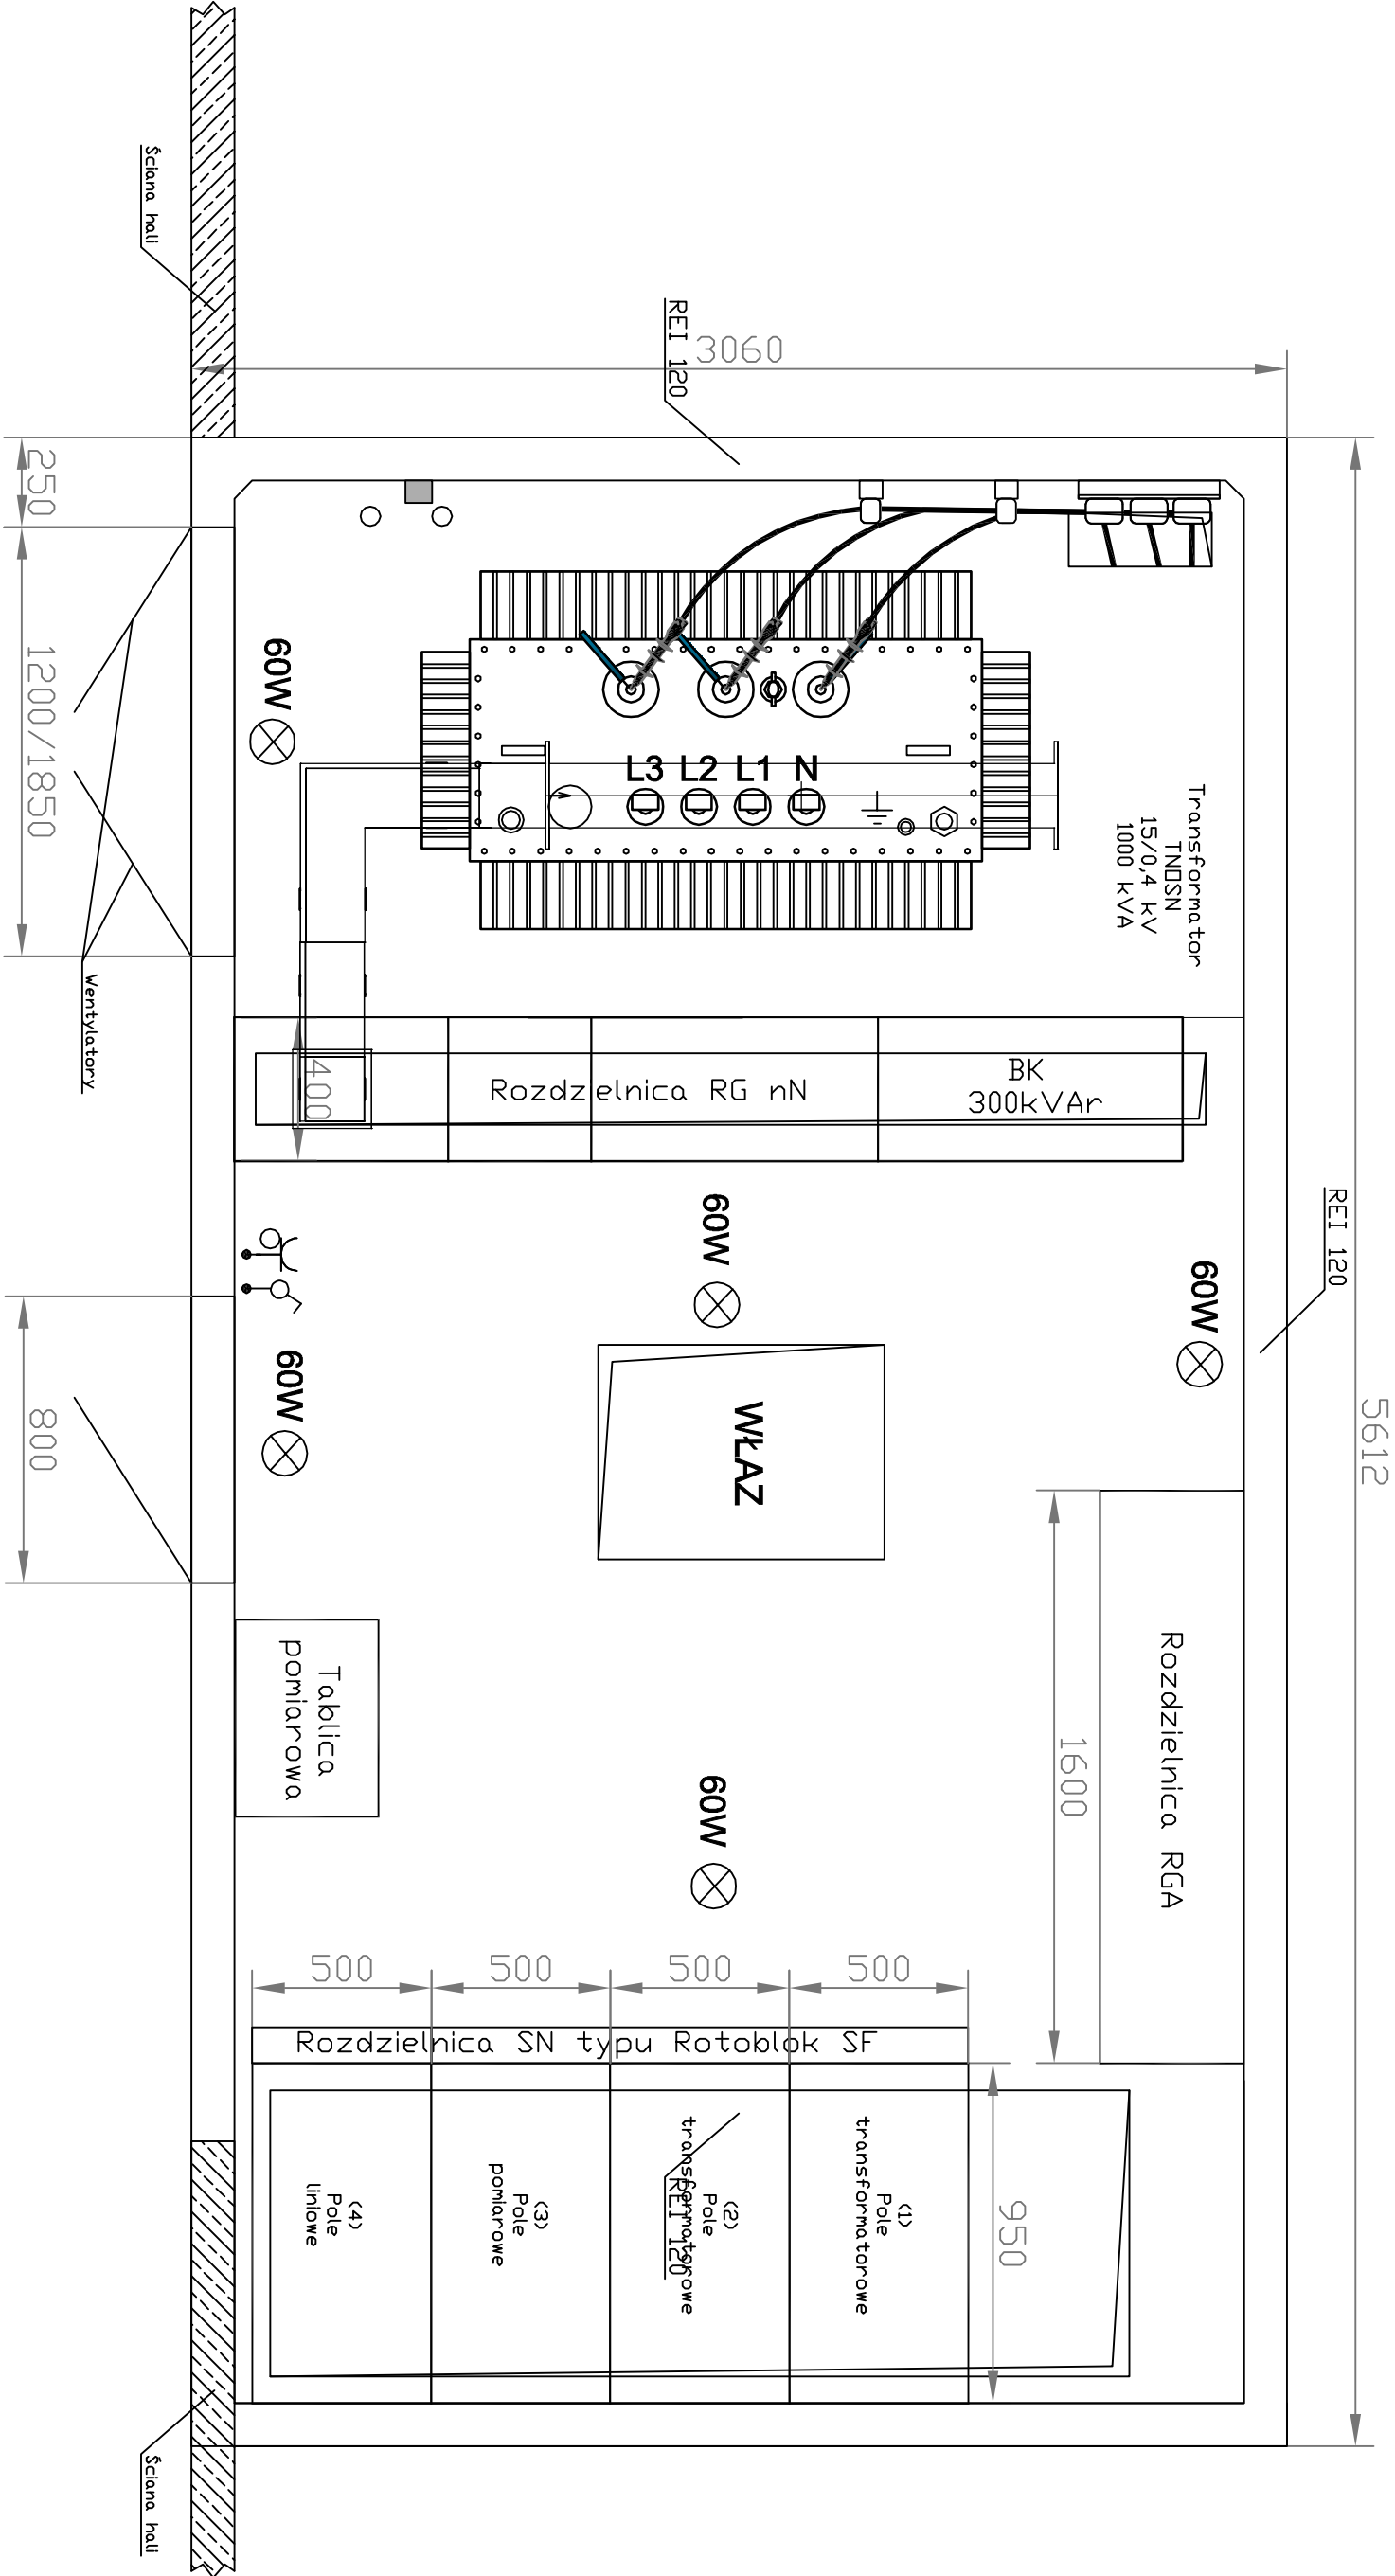 Ściana hall
REI 120
3060
250
1200/1850
Wentylatory
60W
L3 L2 L1 N
Transformator
TNOSN
15/0,4 kV
1000 kVA
400
Rozdzielnica RG nN
BK
300kVAr
REI 120
5612
60W
60W
60W
WŁAZ
800
Tablica
pomiarowa
1600
Rozdzielnica RGA
60W
500
500
500
500
Rozdzielnica SN typu Rotoblok SF
950
(1)
Pole
transformatorowe
(2)
Pole
transformatorowe
REI 120
(3)
Pole
pomiarowe
(4)
Pole
liniowe
Ściana hall